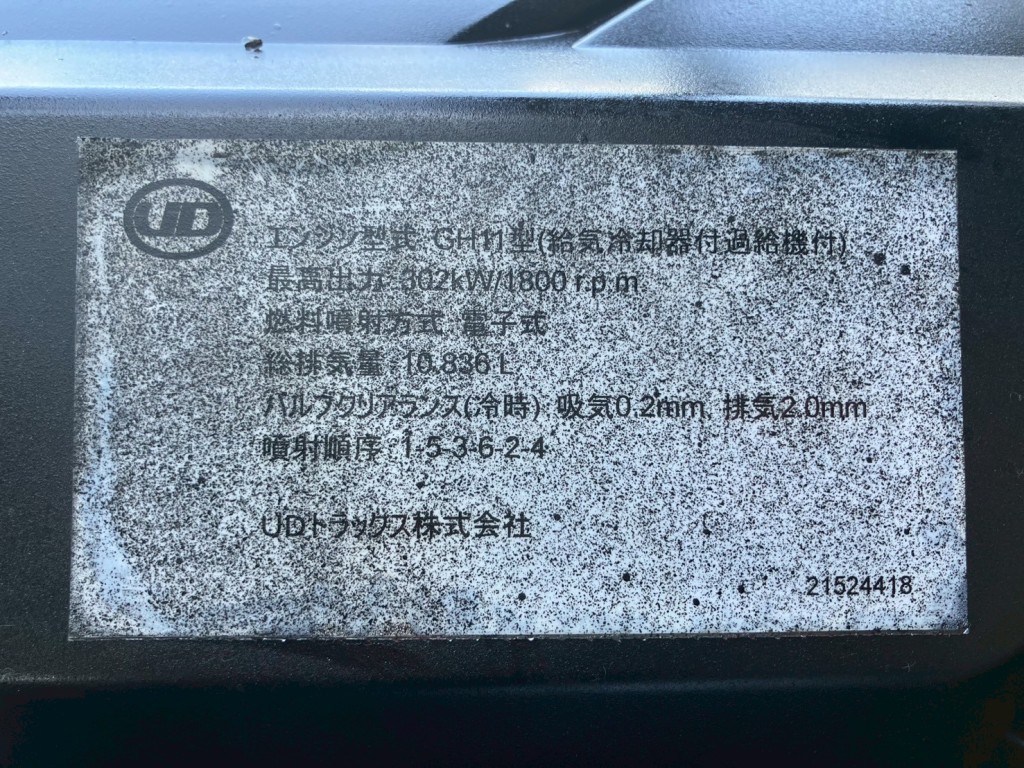 UD
エンジン型式 GH11型(給気冷却器付過給機付)
最高出力 302kW/1800 r.p.m
燃料噴射方式 電子式
総排気量 10.836 L
バルブクリアランス(冷時) 吸気0.2mm, 排気2.0mm
噴射順序 1-5-3-6-2-4
UDトラックス株式会社
21524418